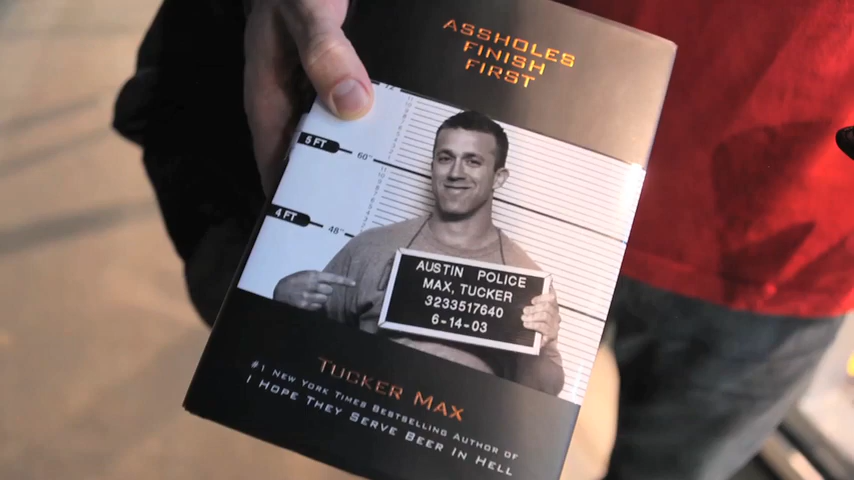 ASSHOLES
FINISH
FIRST
5 FT
60"
4 FT
48"
AUSTIN POLICE
MAX, TUCKER
3233517640
6-14-03
TUCKER MAX
#1 NEW YORK TIMES BESTSELLING AUTHOR OF
I HOPE THEY SERVE BEER IN HELL